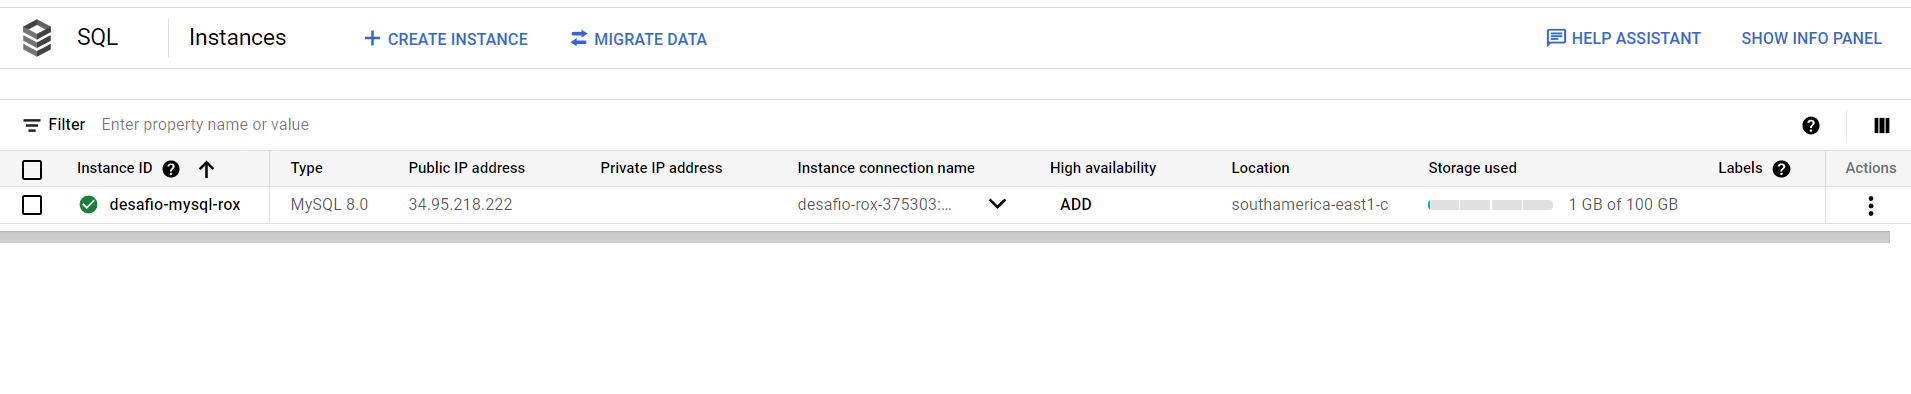 SQL Instances CREATE INSTANCE MIGRATE DATA HELP ASSISTANT SHOW INFO PANEL
Filter Enter property name or value
Instance ID Type Public IP address Private IP address Instance connection name High availability Location Storage used Labels Actions
desafio-mysql-rox MySQL 8.0 34.95.218.222 desafio-rox-375303:... ADD southamerica-east1-c 1 GB of 100 GB